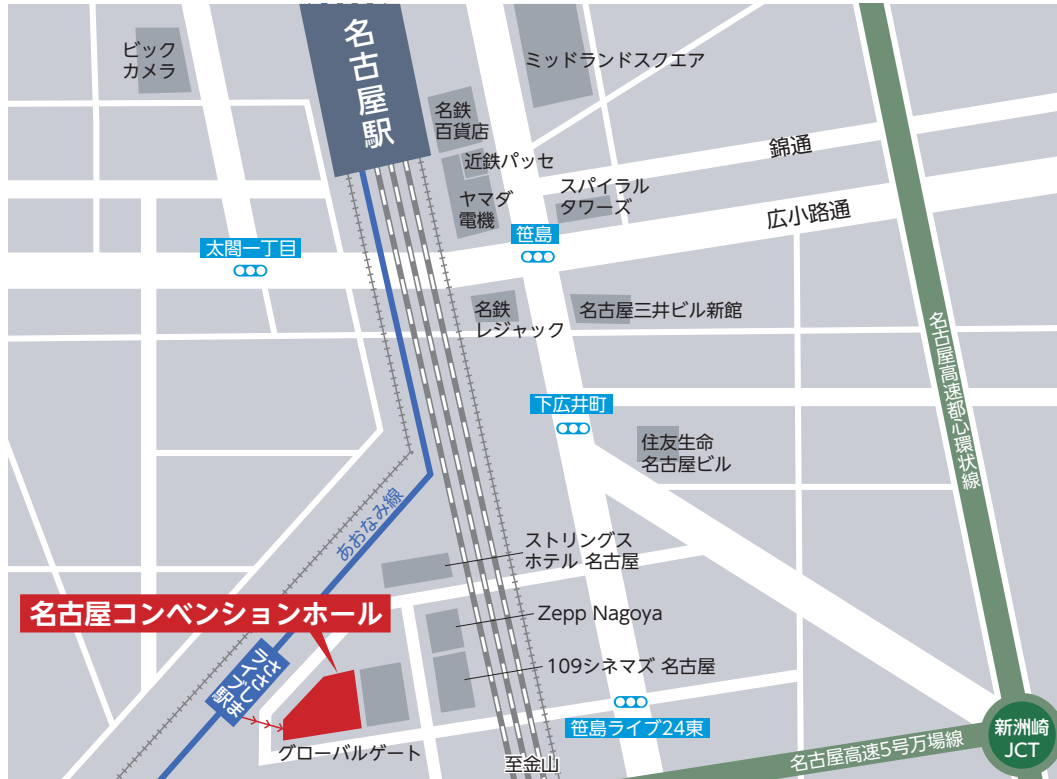 名古屋駅
ビック
カメラ
ミッドランドスクエア
名鉄
百貨店
近鉄パッセ
ヤマダ
電機
スパイラル
タワーズ
錦通
広小路通
太閤一丁目
笹島
名鉄
レジャック
名古屋三井ビル新館
名古屋高速都心環状線
下広井町
住友生命
名古屋ビル
あおなみ線
ストリングス
ホテル 名古屋
名古屋コンベンションホール
Zepp Nagoya
109シネマズ 名古屋
ささしま
ライブ駅
グローバルゲート
笹島ライブ24東
至金山
名古屋高速5号万場線
新洲崎
JCT